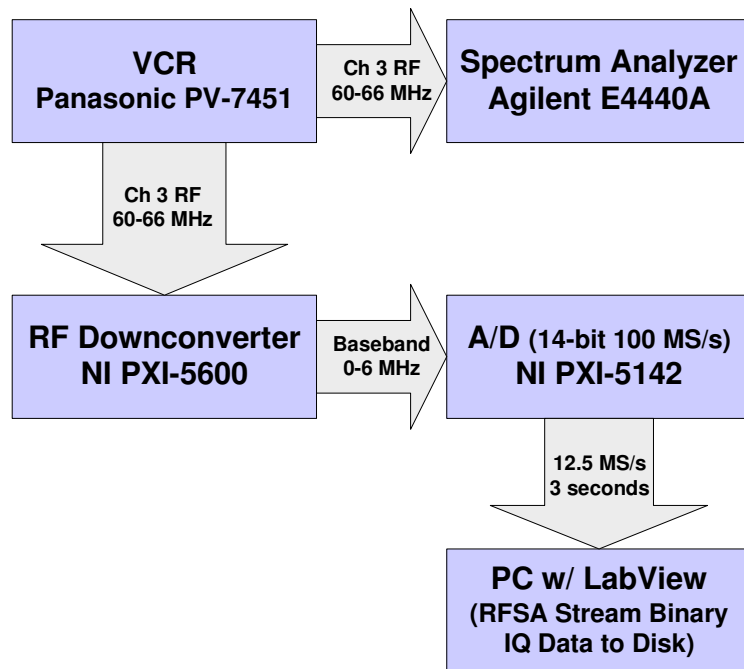 VCR
Panasonic PV-7451
Ch 3 RF
60-66 MHz
Spectrum Analyzer
Agilent E4440A
Ch 3 RF
60-66 MHz
RF Downconverter
NI PXI-5600
Baseband
0-6 MHz
A/D (14-bit 100 MS/s)
NI PXI-5142
12.5 MS/s
3 seconds
PC w/ LabView
(RFSA Stream Binary
IQ Data to Disk)